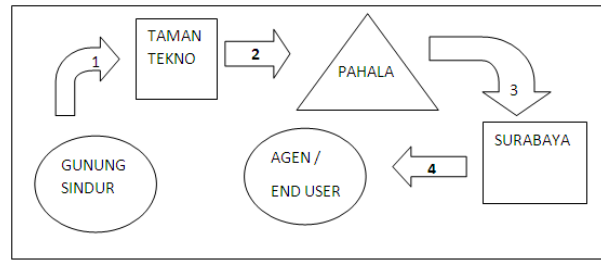 1
TAMAN
TEKNO
2
PAHALA
3
SURABAYA
4
AGEN /
END USER
GUNUNG
SINDUR